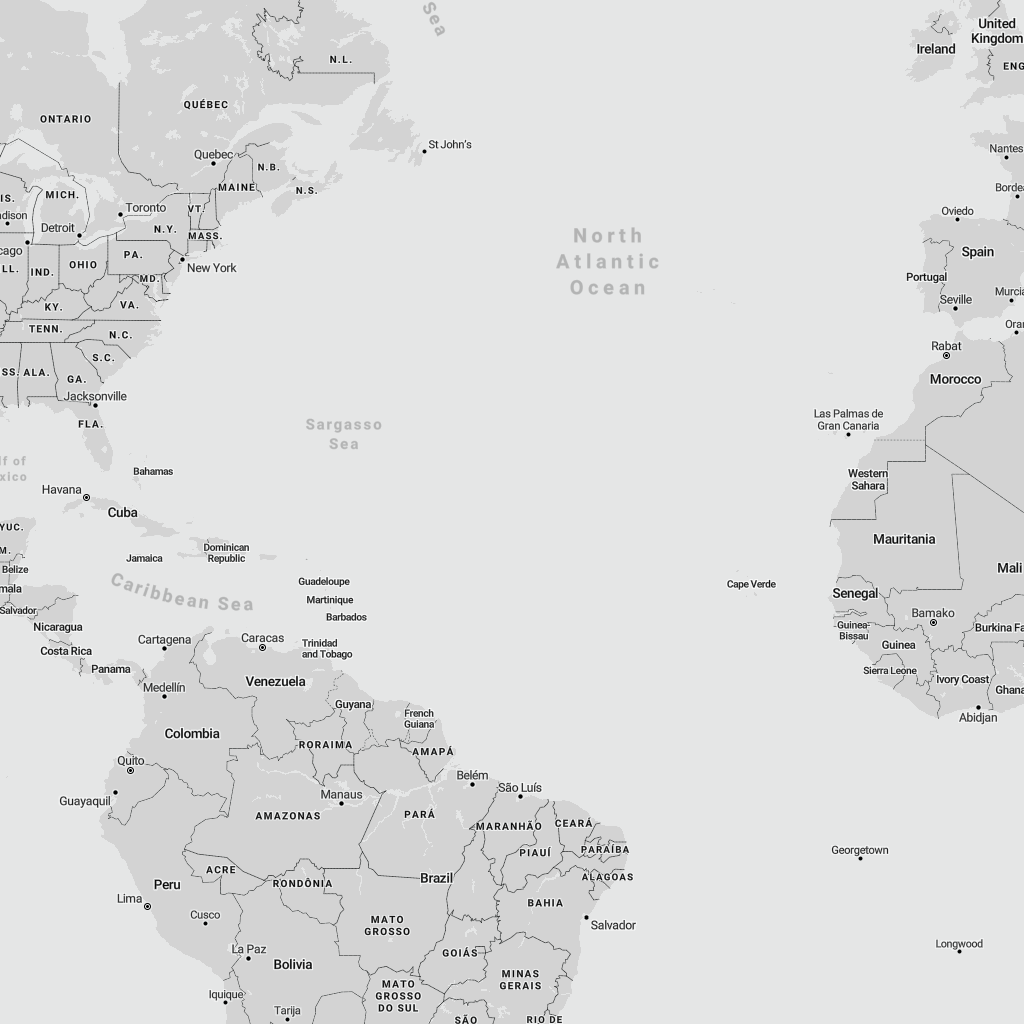 Sea
United
Kingdom
Ireland
ENG
N.L.
QUÉBEC
ONTARIO
St John's
Nantes
Quebec
N.B.
MAINE
N.S.
MICH.
IS.
dison
Toronto
VT.
Detroit
N.Y.
MASS.
Oviedo
Borde
North
Atlantic
Ocean
Spain
cago
PA.
LL.
IND.
OHIO
New York
MD.
Portugal
Seville
Murcia
KY.
VA.
TENN.
N.C.
Oran
Rabat
S.C.
SS.
ALA.
GA.
Morocco
Jacksonville
FLA.
Las Palmas de
Gran Canaria
Sargasso
Sea
lf of
xico
Bahamas
Western
Sahara
Havana
Cuba
YUC.
Mauritania
M.
Jamaica
Dominican
Republic
Belize
Mali
mala
Caribbean Sea
Guadeloupe
Cape Verde
Senegal
Martinique
Salvador
Barbados
Bamako
Nicaragua
Guinea-
Bissau
Burkina Fa
Cartagena
Caracas
Trinidad
and Tobago
Guinea
Costa Rica
Panama
Sierra Leone
Ivory Coast
Ghana
Medellín
Venezuela
Guyana
French
Guiana
Abidjan
Colombia
RORAIMA
AMAPÁ
Quito
Belém
São Luís
Guayaquil
Manaus
AMAZONAS
PARÁ
MARANHÃO
CEARÁ
PIAUÍ
PARAÍBA
Georgetown
ACRE
RONDÔNIA
Brazil
ALAGOAS
Peru
Lima
BAHIA
Cusco
MATO
GROSSO
Salvador
La Paz
GOIÁS
Longwood
Bolivia
MINAS
GERAIS
Iquique
MATO
GROSSO
DO SUL
Tarija
SÃO
RIO DE